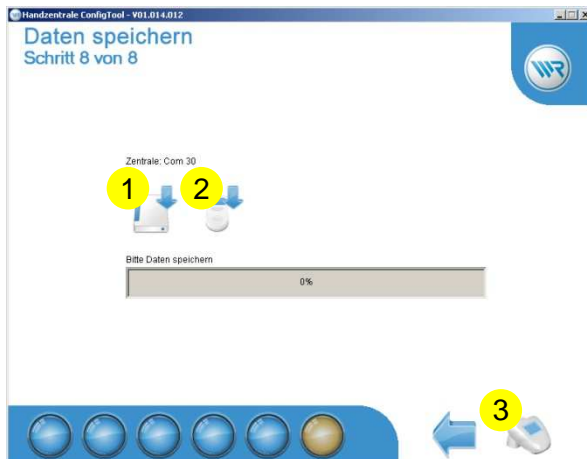 Handzentrale ConfigTool - V01.014.012
Daten speichern
Schritt 8 von 8
WR
Zentrale: Com 30
1
2
Bitte Daten speichern
0%
3